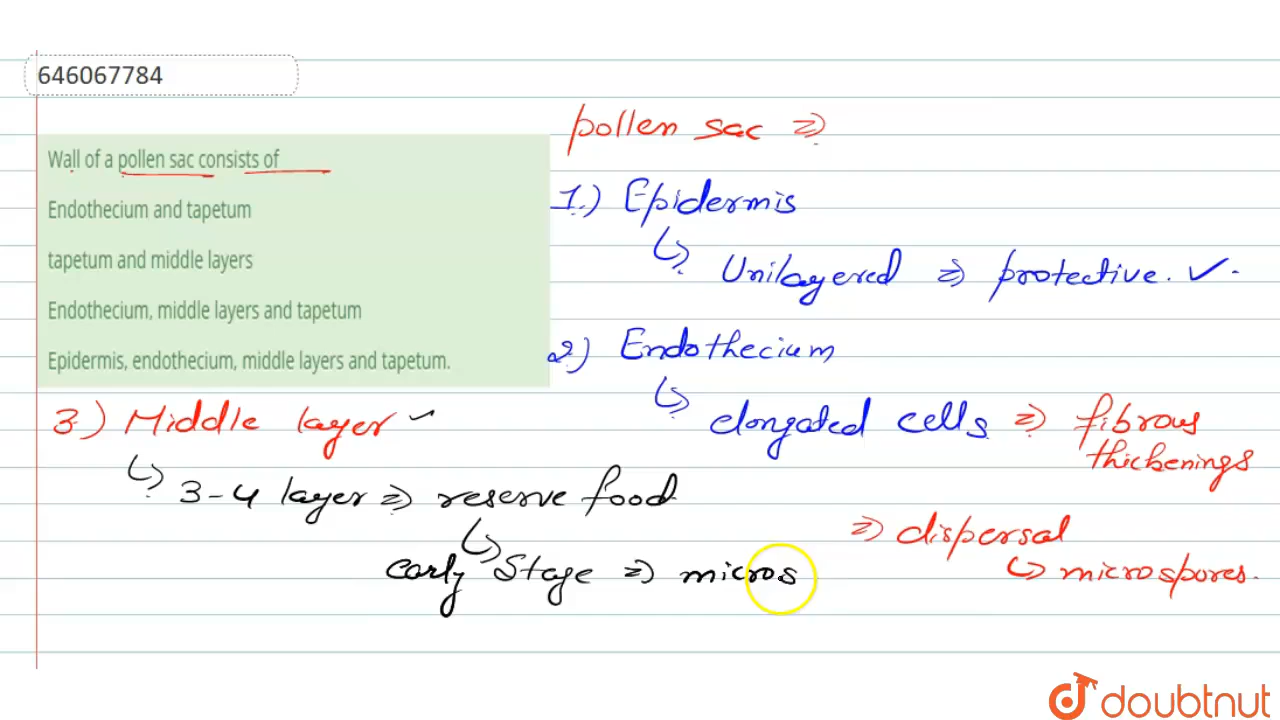 646067784
Wall of a pollen sac consists of
Endothecium and tapetum
tapetum and middle layers
Endothecium, middle layers and tapetum
Epidermis, endothecium, middle layers and tapetum.
pollen sac ⇒
1.) Epidermis
↳ Unilayered ⇒ protective. ✓
2.) Endothecium
↳ elongated cells ⇒ fibrous
thickenings
⇒ dispersal
↳ microspores.
3.) Middle layer ✓
↳ 3-4 layer ⇒ reserve food
↳ early stage ⇒ micros
doubtnut